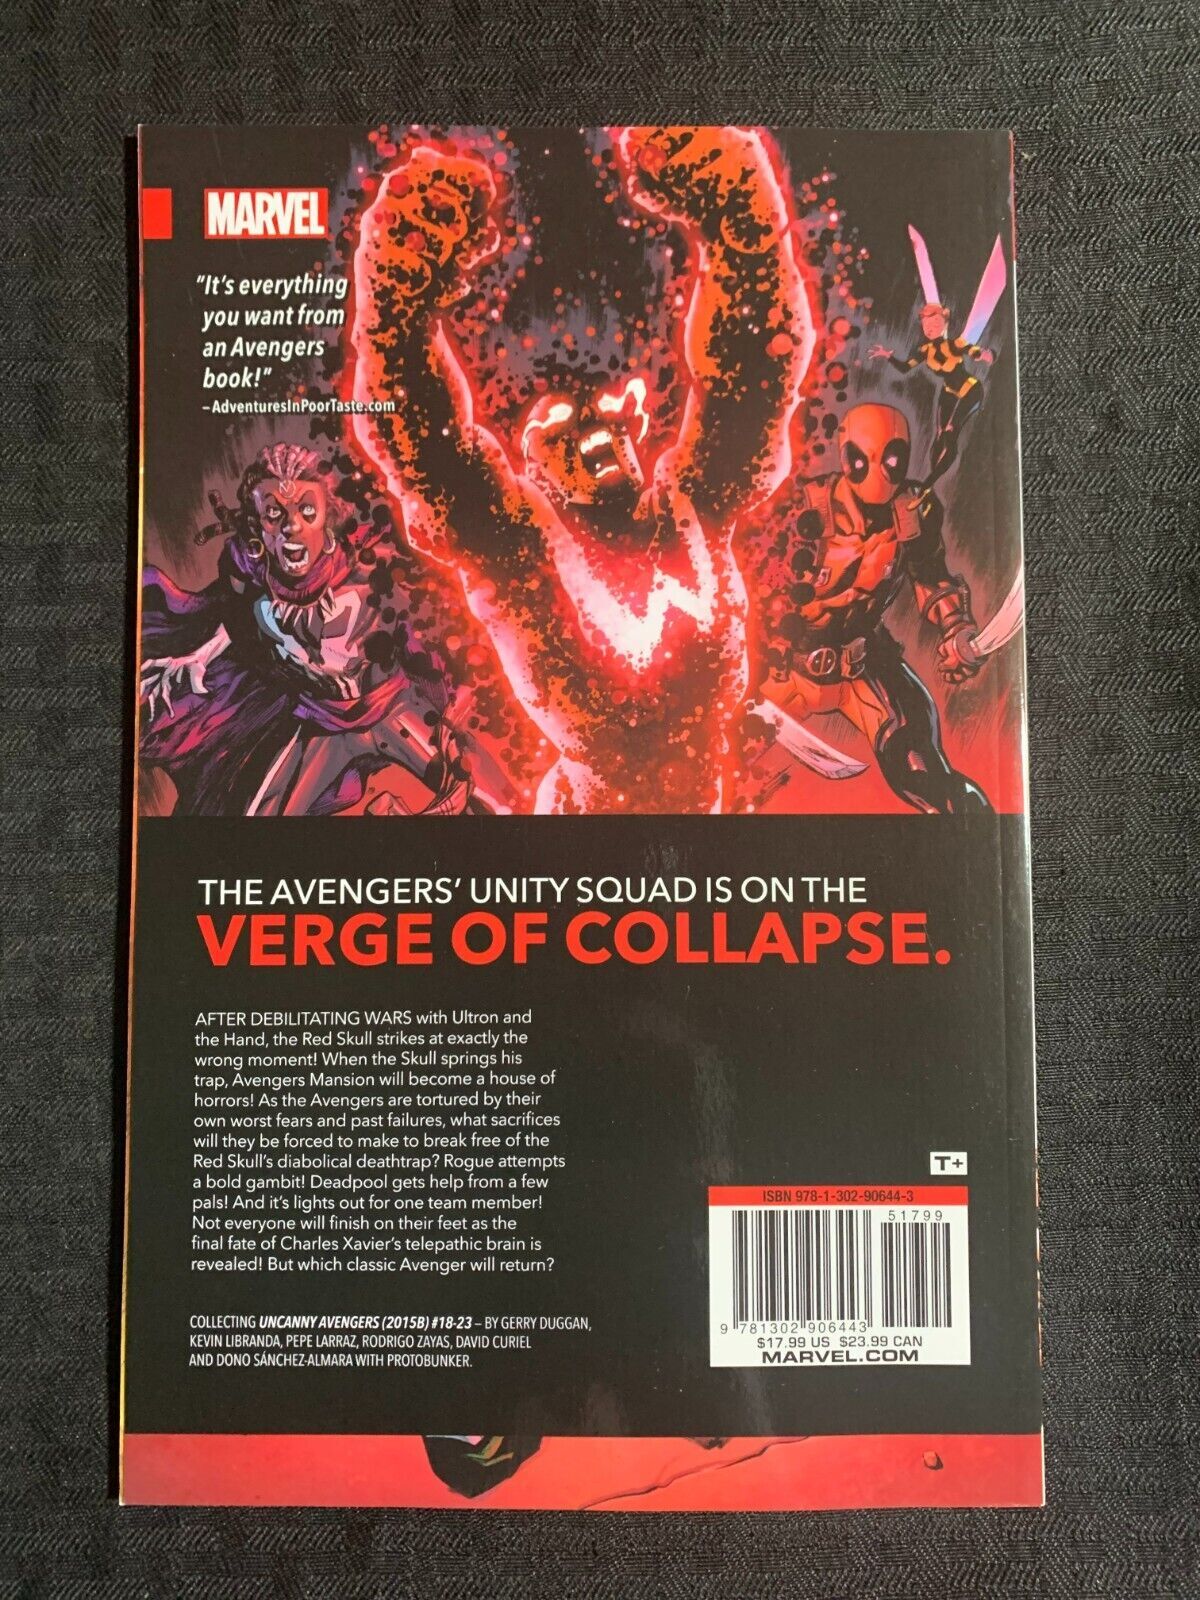 MARVEL
"It's everything
you want from
an Avengers
book!"
– AdventuresInPoorTaste.com
THE AVENGERS' UNITY SQUAD IS ON THE
VERGE OF COLLAPSE.
AFTER DEBILITATING WARS with Ultron and
the Hand, the Red Skull strikes at exactly the
wrong moment! When the Skull springs his
trap, Avengers Mansion will become a house of
horrors! As the Avengers are tortured by their
own worst fears and past failures, what sacrifices
will they be forced to make to break free of the
Red Skull's diabolical deathtrap? Rogue attempts
a bold gambit! Deadpool gets help from a few
pals! And it's lights out for one team member!
Not everyone will finish on their feet as the
final fate of Charles Xavier's telepathic brain is
revealed! But which classic Avenger will return?
COLLECTING UNCANNY AVENGERS (2015B) #18-23 – BY GERRY DUGGAN,
KEVIN LIBRANDA, PEPE LARRAZ, RODRIGO ZAYAS, DAVID CURIEL
AND DONO SÁNCHEZ-ALMARA WITH PROTOBUNKER.
T+
ISBN 978-1-302-90644-3
51799
9 781302 906443
$17.99 US $23.99 CAN
MARVEL.COM